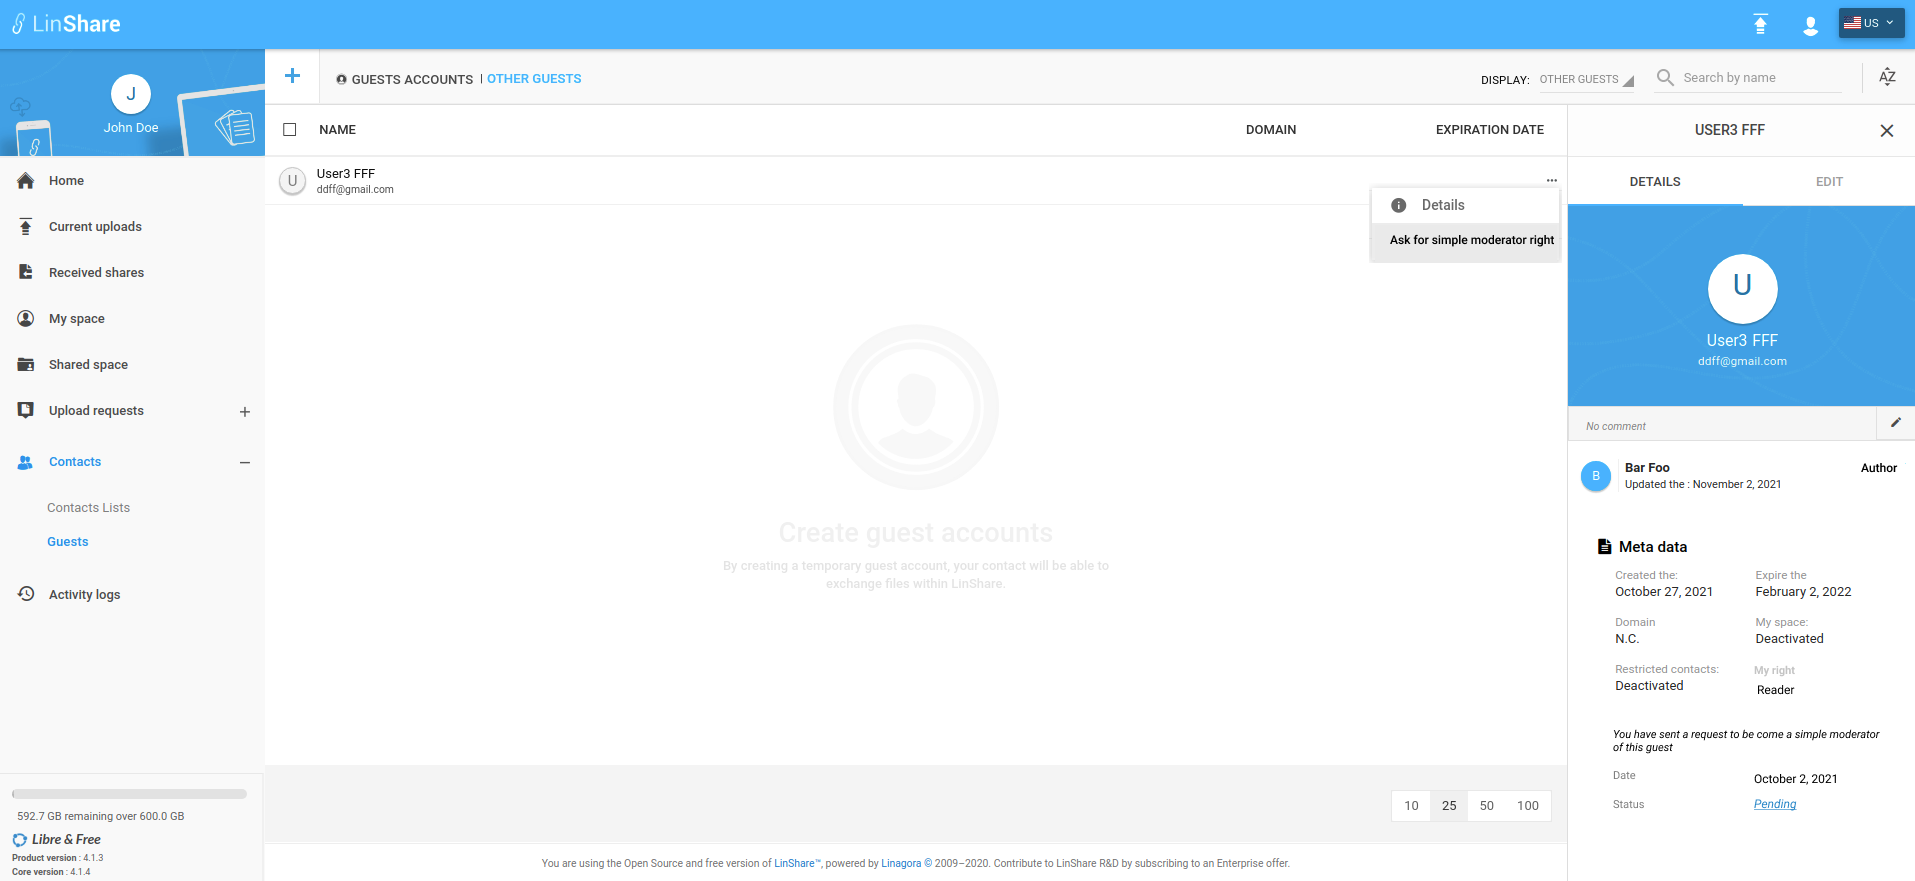 LinShare
US
J
John Doe
Home
Current uploads
Received shares
My space
Shared space
Upload requests
Contacts
Contacts Lists
Guests
Activity logs
592.7 GB remaining over 600.0 GB
Libre & Free
Product version : 4.1.3
Core version : 4.1.4
GUESTS ACCOUNTS | OTHER GUESTS
DISPLAY: OTHER GUESTS
Search by name
AZ
NAME DOMAIN EXPIRATION DATE
U
User3 FFF
ddff@gmail.com
Details
Ask for simple moderator right
Create guest accounts
By creating a temporary guest account, your contact will be able to
exchange files within LinShare.
10 25 50 100
You are using the Open Source and free version of LinShare™, powered by Linagora © 2009–2020. Contribute to LinShare R&D by subscribing to an Enterprise offer.
USER3 FFF
DETAILS EDIT
U
User3 FFF
ddff@gmail.com
No comment
B
Bar Foo Author
Updated the : November 2, 2021
Meta data
Created the: Expire the
October 27, 2021 February 2, 2022
Domain My space:
N.C. Deactivated
Restricted contacts: My right
Deactivated Reader
You have sent a request to be come a simple moderator
of this guest
Date October 2, 2021
Status Pending